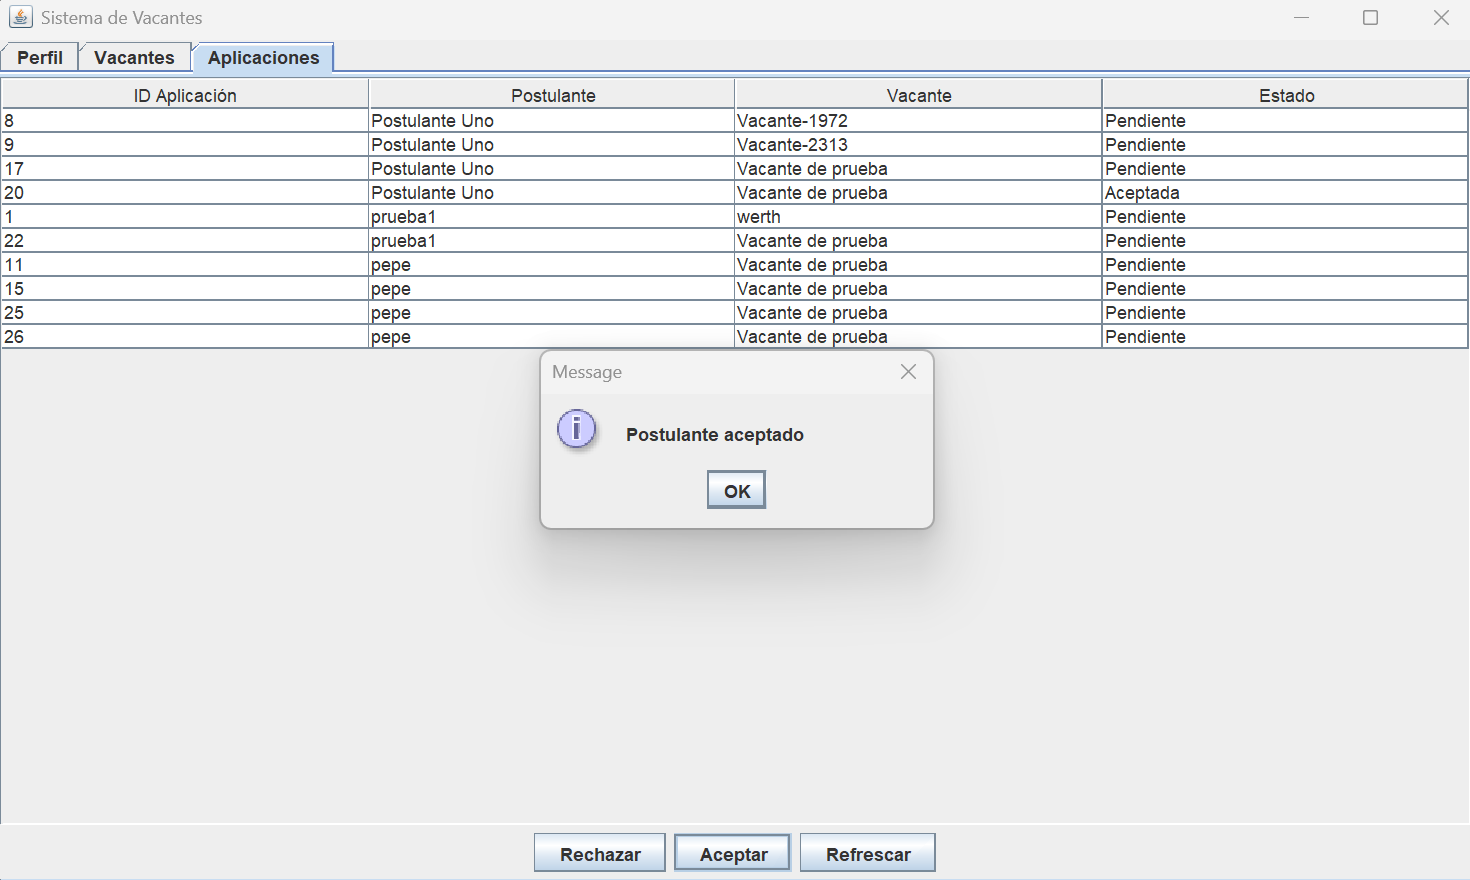 Sistema de Vacantes
Perfil Vacantes Aplicaciones
ID Aplicación Postulante Vacante Estado
8 Postulante Uno Vacante-1972 Pendiente
9 Postulante Uno Vacante-2313 Pendiente
17 Postulante Uno Vacante de prueba Pendiente
20 Postulante Uno Vacante de prueba Aceptada
1 prueba1 werth Pendiente
22 prueba1 Vacante de prueba Pendiente
11 pepe Vacante de prueba Pendiente
15 pepe Vacante de prueba Pendiente
25 pepe Vacante de prueba Pendiente
26 pepe Vacante de prueba Pendiente
Message
i
Postulante aceptado
OK
Rechazar Aceptar Refrescar